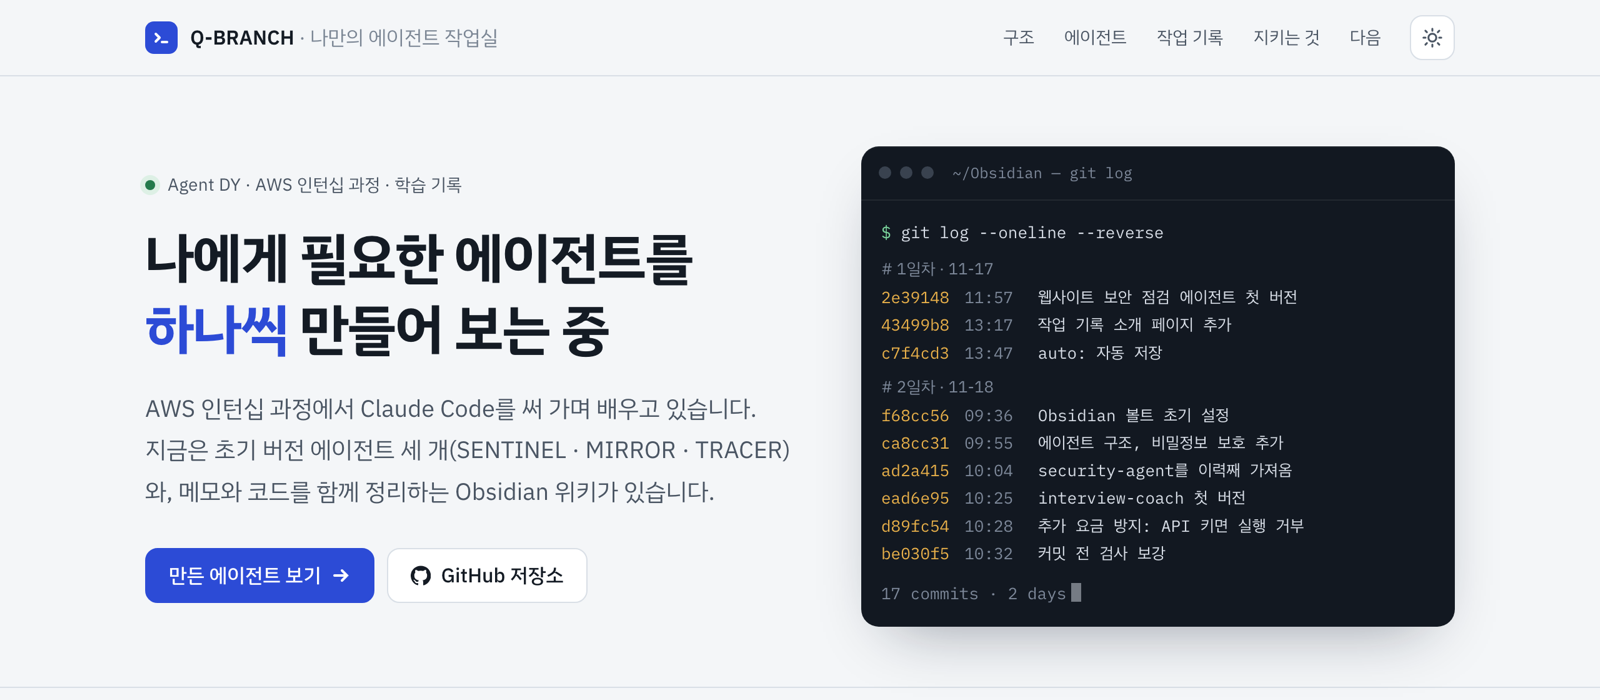 Q-BRANCH · 나만의 에이전트 작업실
구조 에이전트 작업 기록 지키는 것 다음
Agent DY · AWS 인턴십 과정 · 학습 기록
나에게 필요한 에이전트를
하나씩 만들어 보는 중
AWS 인턴십 과정에서 Claude Code를 써 가며 배우고 있습니다.
지금은 초기 버전 에이전트 세 개(SENTINEL · MIRROR · TRACER)
와, 메모와 코드를 함께 정리하는 Obsidian 위키가 있습니다.
만든 에이전트 보기 →
GitHub 저장소
~/Obsidian — git log
$ git log --oneline --reverse
# 1일차 · 11-17
2e39148 11:57 웹사이트 보안 점검 에이전트 첫 버전
43499b8 13:17 작업 기록 소개 페이지 추가
c7f4cd3 13:47 auto: 자동 저장
# 2일차 · 11-18
f68cc56 09:36 Obsidian 볼트 초기 설정
ca8cc31 09:55 에이전트 구조, 비밀정보 보호 추가
ad2a415 10:04 security-agent를 이력째 가져옴
ead6e95 10:25 interview-coach 첫 버전
d89fc54 10:28 추가 요금 방지: API 키면 실행 거부
be030f5 10:32 커밋 전 검사 보강
17 commits · 2 days